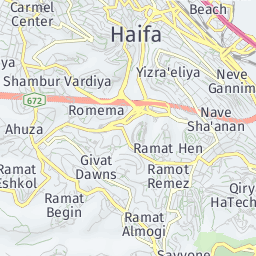 Carmel
Center
Haifa
Beach
Shambur Vardiya
Yizra'eliya
Neve
Gannim
672
Romema
Nave
Sha'anan
Ahuza
Ramat Hen
Ramat
Eshkol
Givat
Dawns
Ramot
Remez
Qiry
HaTech
Ramat
Begin
Ramat
Almogi
Savyone